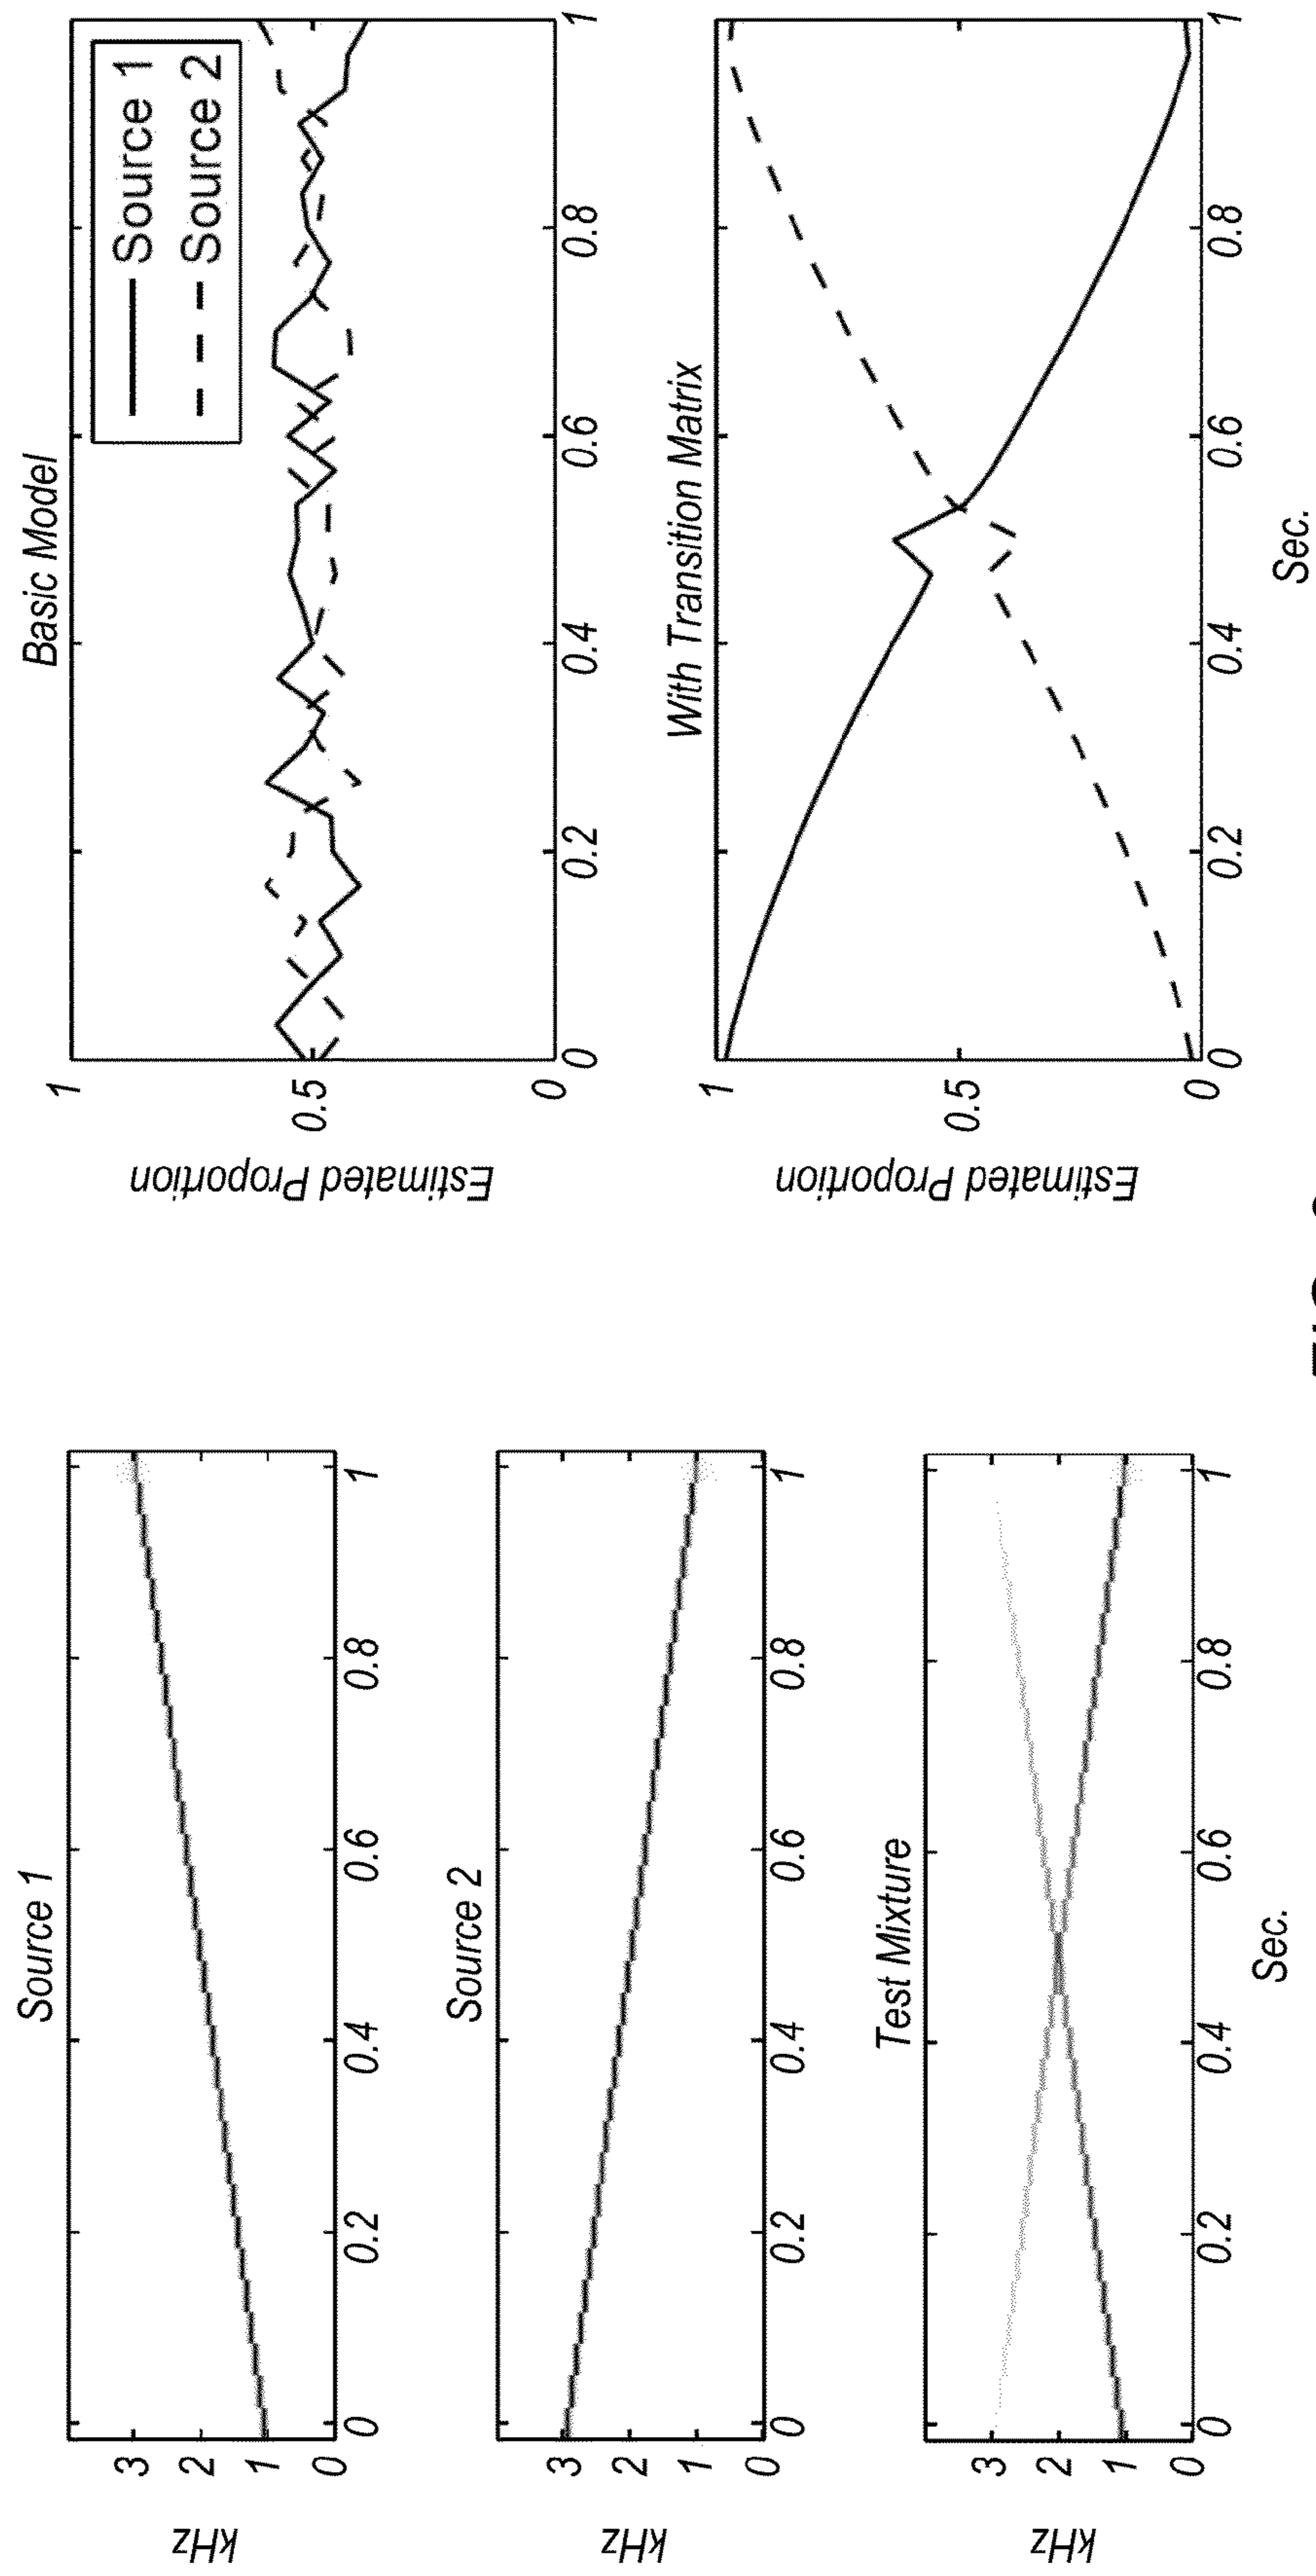 Source 1
kHz
3
2
1
0
0 0.2 0.4 0.6 0.8 1
Source 2
kHz
3
2
1
0
0 0.2 0.4 0.6 0.8 1
Test Mixture
kHz
3
2
1
0
0 0.2 0.4 0.6 0.8 1
Sec.
Basic Model
Estimated Proportion
1
0.5
0
Source 1
Source 2
0 0.2 0.4 0.6 0.8 1
With Transition Matrix
Estimated Proportion
1
0.5
0
0 0.2 0.4 0.6 0.8 1
Sec.